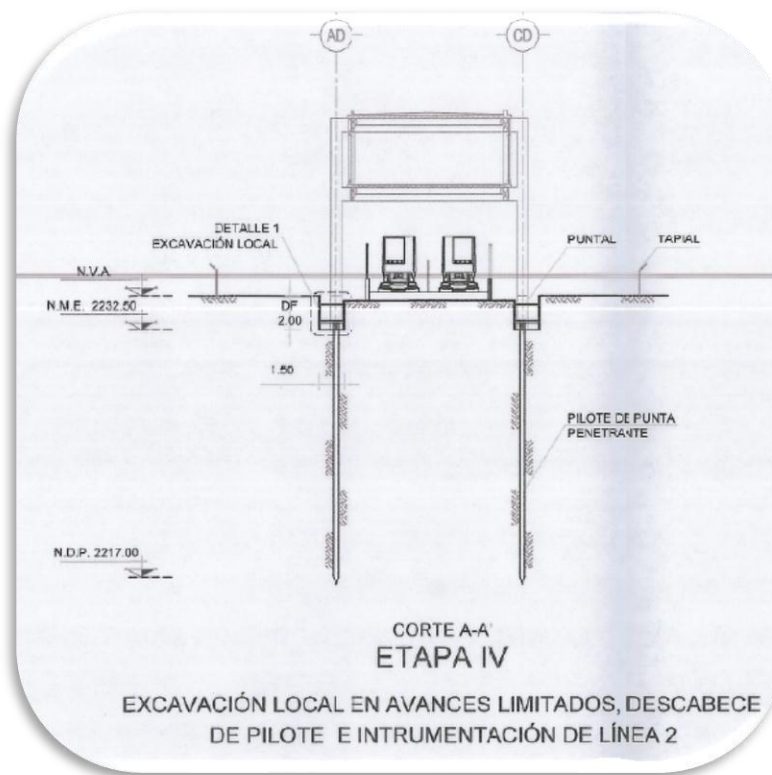 AD CD
DETALLE 1
EXCAVACIÓN LOCAL
PUNTAL TAPIAL
N.V.A.
N.M.E. 2232.50
DF
2.00
1.50
PILOTE DE PUNTA
PENETRANTE
N.D.P. 2217.00
CORTE A-A'
ETAPA IV
EXCAVACIÓN LOCAL EN AVANCES LIMITADOS, DESCABECE
DE PILOTE E INTRUMENTACIÓN DE LÍNEA 2